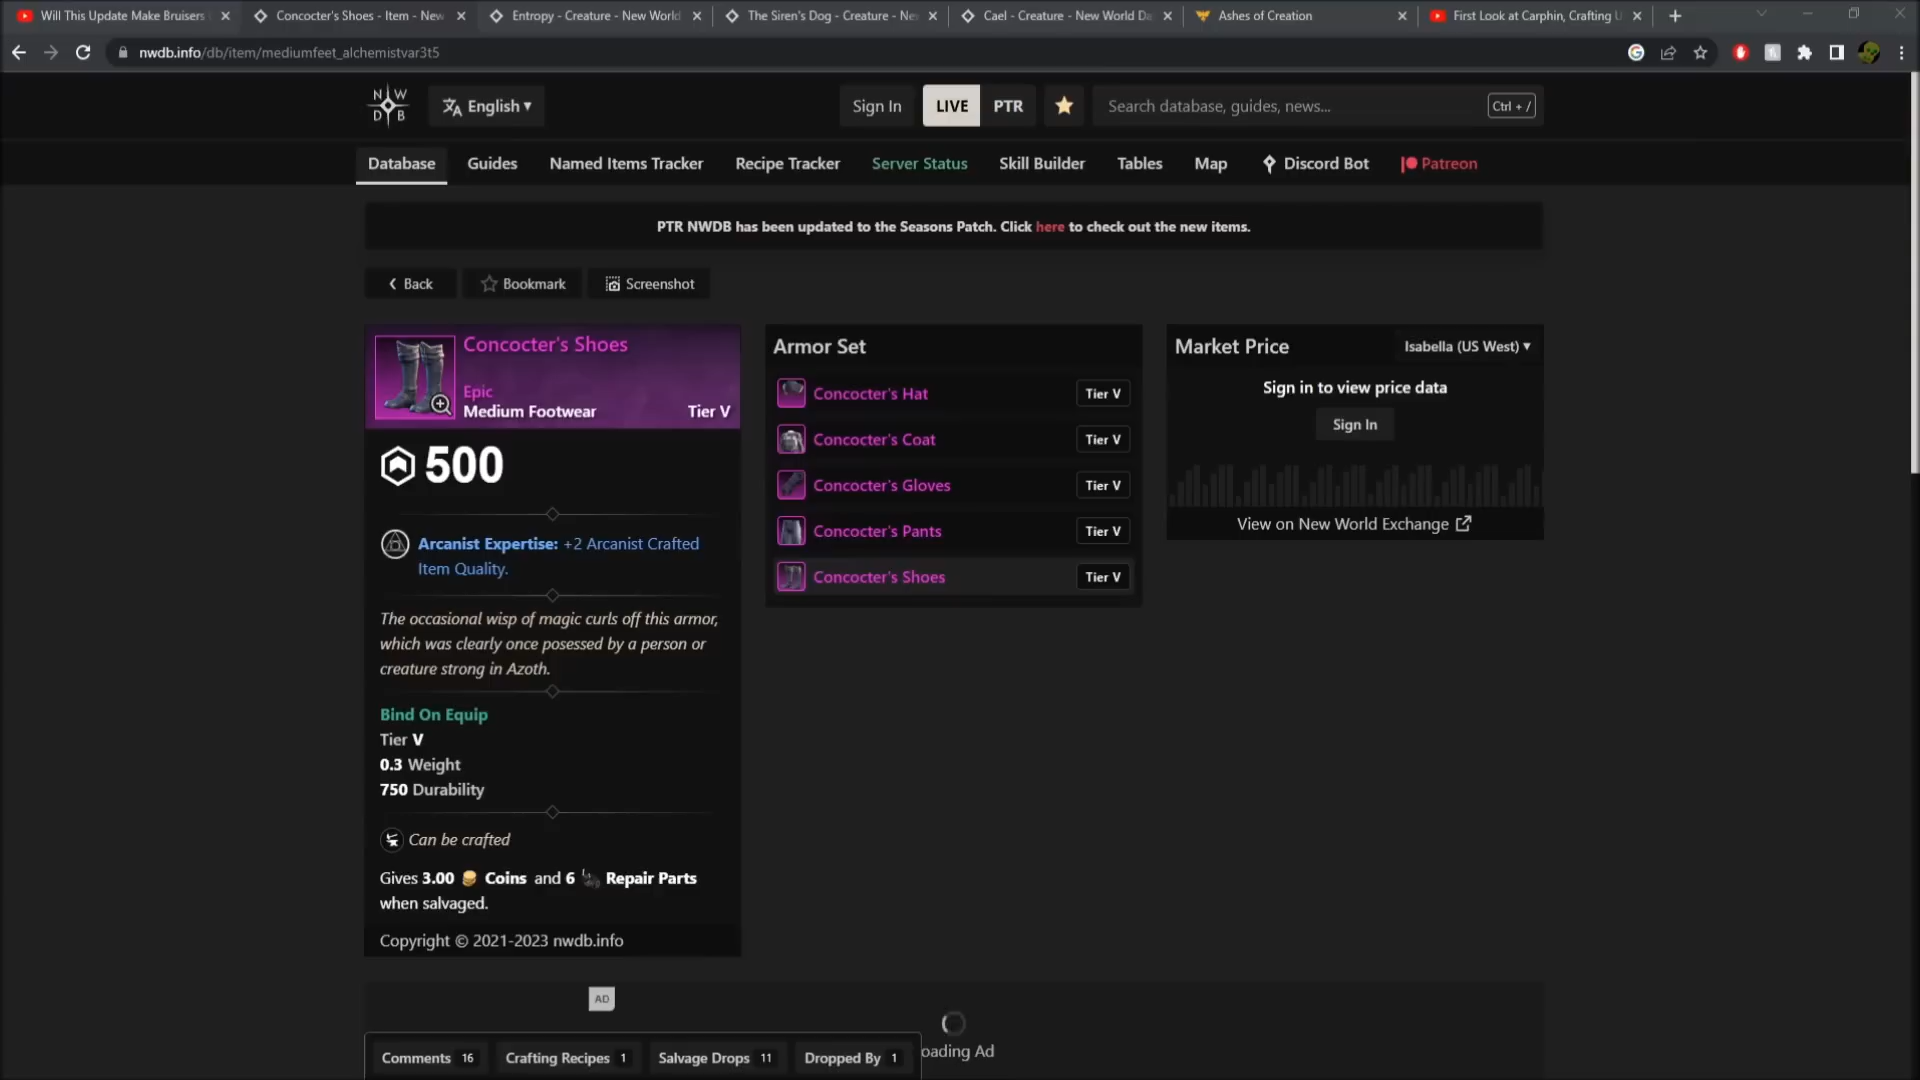 Will This Update Make Bruisers
Concocter's Shoes - Item - New
Entropy - Creature - New World
The Siren's Dog - Creature - Ne
Cael - Creature - New World Da
Ashes of Creation
First Look at Carphin, Crafting U
nwdb.info/db/item/mediumfeet_alchemistvar3t5
N W D B
English
Sign In
LIVE
PTR
Search database, guides, news...
Ctrl + /
Database
Guides
Named Items Tracker
Recipe Tracker
Server Status
Skill Builder
Tables
Map
Discord Bot
Patreon
PTR NWDB has been updated to the Seasons Patch. Click here to check out the new items.
Back
Bookmark
Screenshot
Concocter's Shoes
Epic
Medium Footwear
Tier V
500
Arcanist Expertise: +2 Arcanist Crafted
Item Quality.
The occasional wisp of magic curls off this armor,
which was clearly once posessed by a person or
creature strong in Azoth.
Bind On Equip
Tier V
0.3 Weight
750 Durability
Can be crafted
Gives 3.00 Coins and 6 Repair Parts
when salvaged.
Copyright © 2021-2023 nwdb.info
Armor Set
Concocter's Hat Tier V
Concocter's Coat Tier V
Concocter's Gloves Tier V
Concocter's Pants Tier V
Concocter's Shoes Tier V
Market Price
Isabella (US West)
Sign in to view price data
Sign In
View on New World Exchange
AD
oading Ad
Comments 16
Crafting Recipes 1
Salvage Drops 11
Dropped By 1